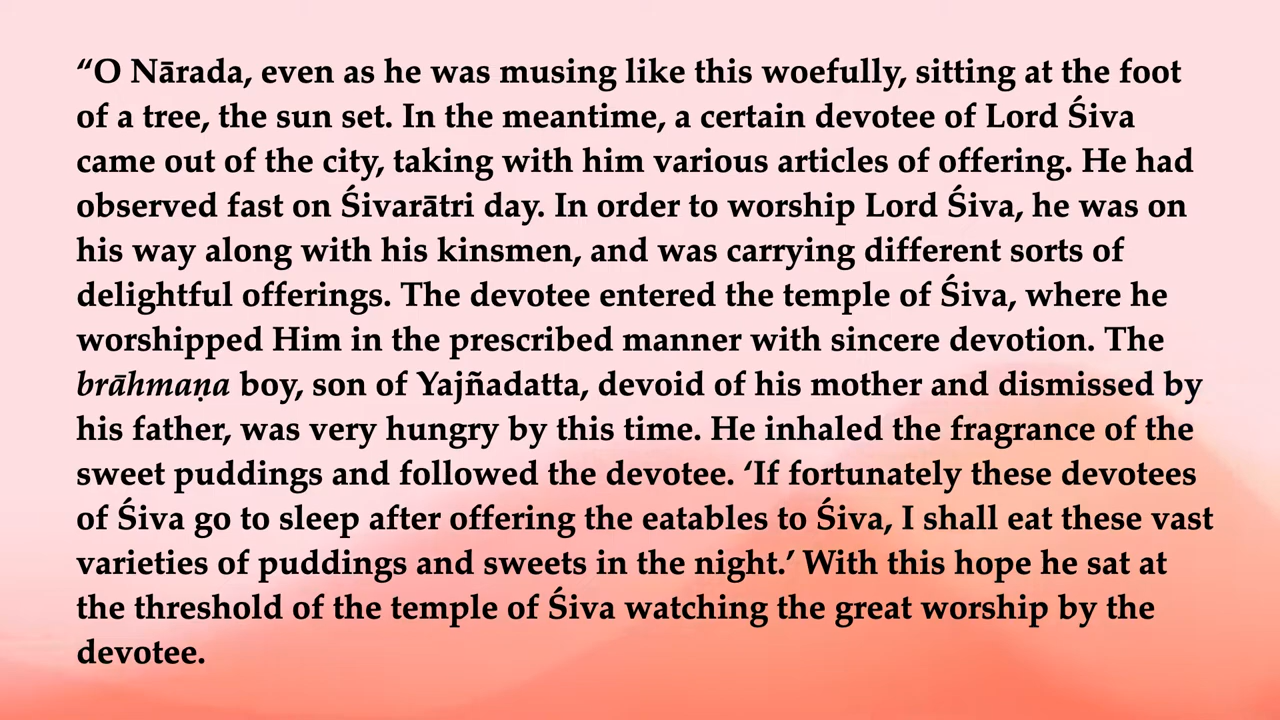 “O Nārada, even as he was musing like this woefully, sitting at the foot
of a tree, the sun set. In the meantime, a certain devotee of Lord Śiva
came out of the city, taking with him various articles of offering. He had
observed fast on Śivarātri day. In order to worship Lord Śiva, he was on
his way along with his kinsmen, and was carrying different sorts of
delightful offerings. The devotee entered the temple of Śiva, where he
worshipped Him in the prescribed manner with sincere devotion. The
brāhmaṇa boy, son of Yajñadatta, devoid of his mother and dismissed by
his father, was very hungry by this time. He inhaled the fragrance of the
sweet puddings and followed the devotee. ‘If fortunately these devotees
of Śiva go to sleep after offering the eatables to Śiva, I shall eat these vast
varieties of puddings and sweets in the night.’ With this hope he sat at
the threshold of the temple of Śiva watching the great worship by the
devotee.